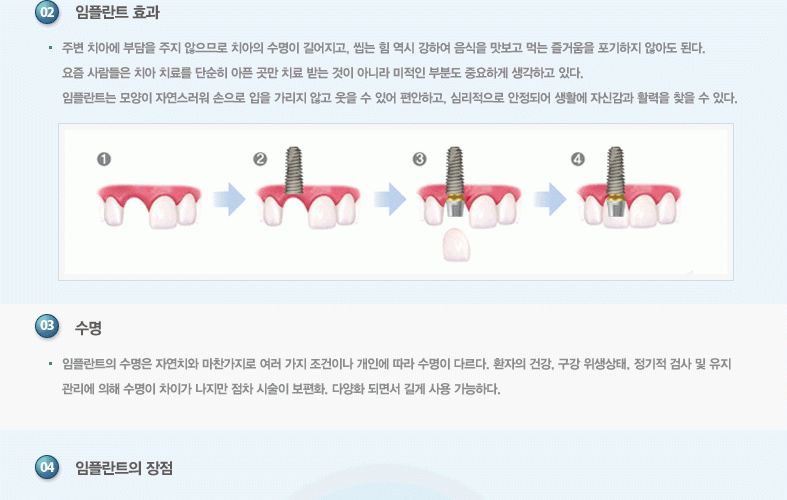 02 임플란트 효과
주변 치아에 부담을 주지 않으므로 치아의 수명이 길어지고, 씹는 힘 역시 강하여 음식을 맛보고 먹는 즐거움을 포기하지 않아도 된다.
요즘 사람들은 치아 치료를 단순히 아픈 곳만 치료 받는 것이 아니라 미적인 부분도 중요하게 생각하고 있다.
임플란트는 모양이 자연스러워 손으로 입을 가리지 않고 웃을 수 있어 편안하고, 심리적으로 안정되어 생활에 자신감과 활력을 찾을 수 있다.
1 2 3 4
03 수명
임플란트의 수명은 자연치와 마찬가지로 여러 가지 조건이나 개인에 따라 수명이 다르다. 환자의 건강, 구강 위생상태, 정기적 검사 및 유지
관리에 의해 수명이 차이가 나지만 점차 시술이 보편화, 다양화 되면서 길게 사용 가능하다.
04 임플란트의 장점